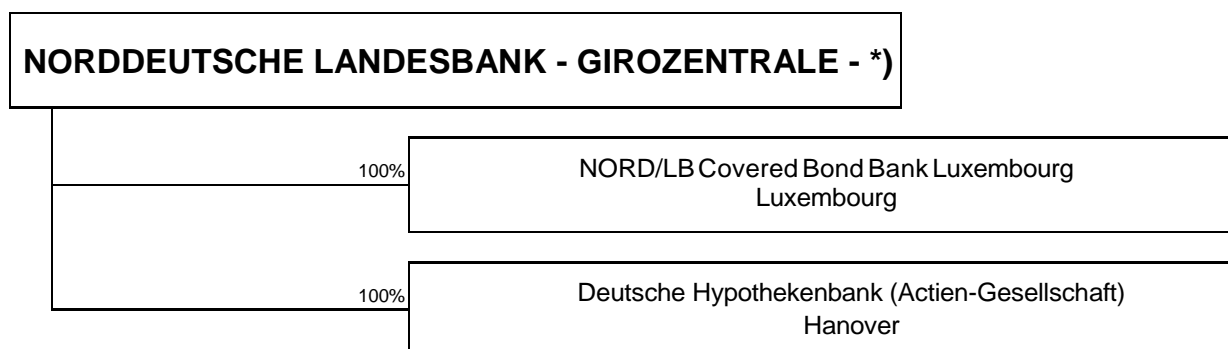 NORDDEUTSCHE LANDESBANK - GIROZENTRALE - *)
100%
NORD/LB Covered Bond Bank Luxembourg
Luxembourg
100%
Deutsche Hypothekenbank (Actien-Gesellschaft)
Hanover